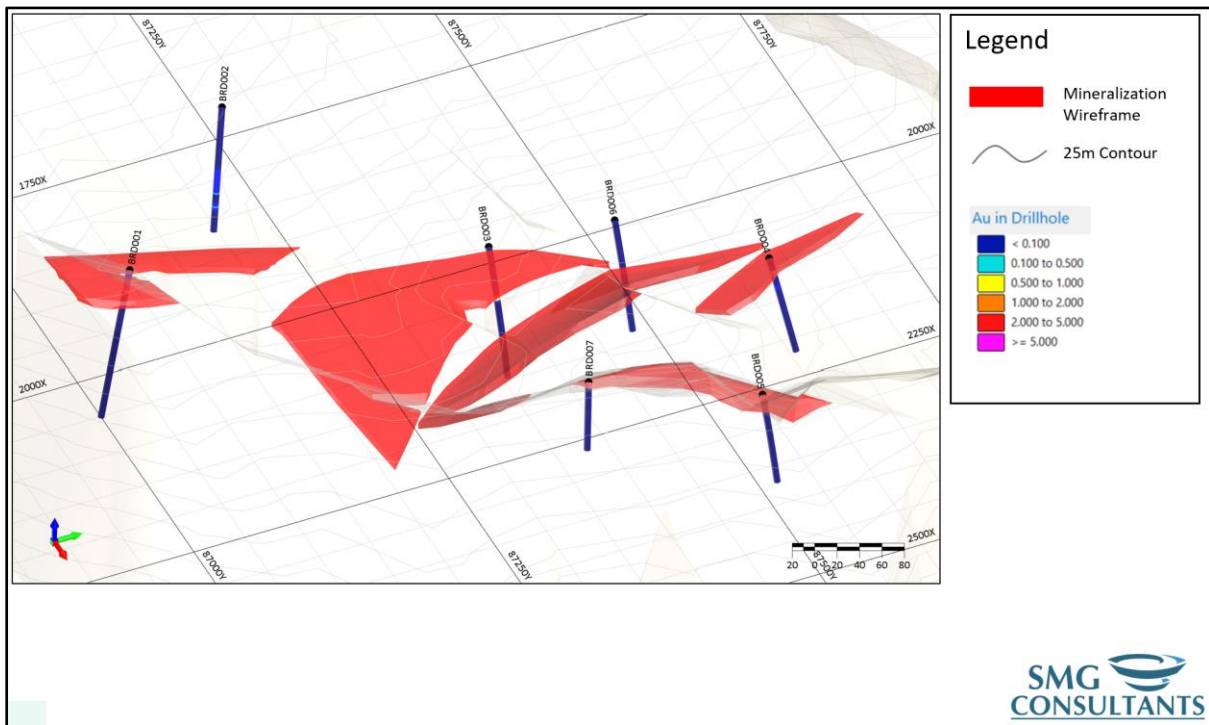 87250Y
87500Y
87750Y
BRD002
2000X
1750X
BRD006
BRD003
BRD001
BRD004
2250X
BRD007
2000X
BRD005
87000Y
87250Y
87500Y
2500X
20 0 20 40 60 80
Legend
Mineralization
Wireframe
25m Contour
Au in Drillhole
< 0.100
0.100 to 0.500
0.500 to 1.000
1.000 to 2.000
2.000 to 5.000
>= 5.000
SMG
CONSULTANTS